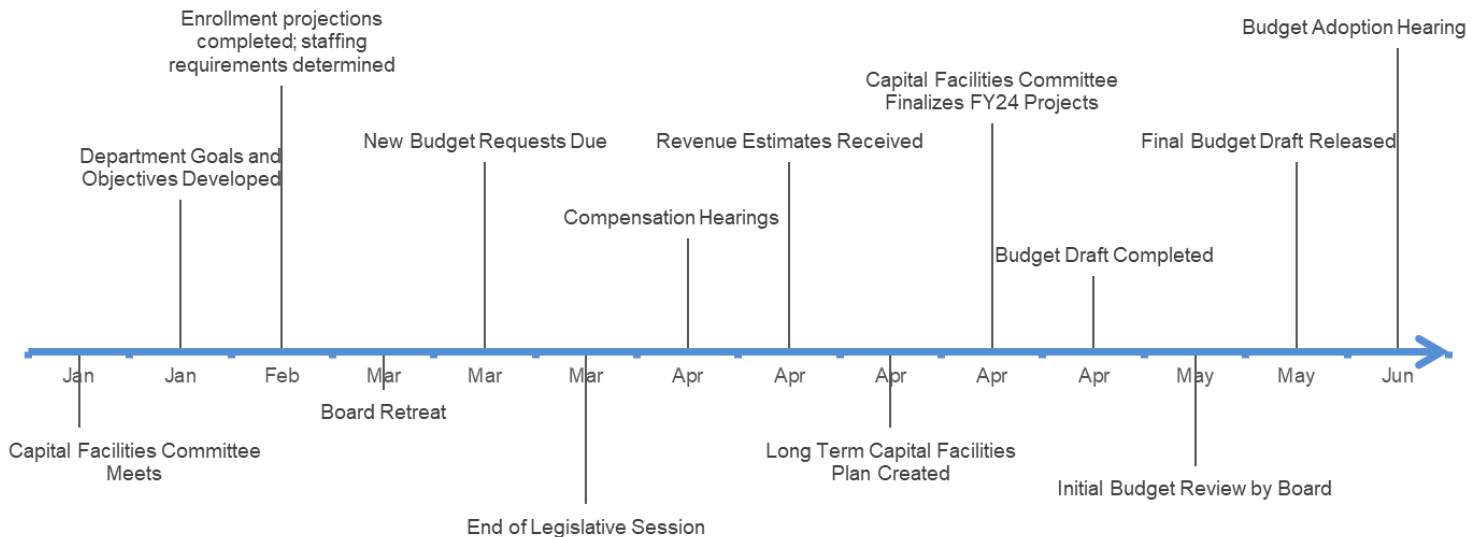 Enrollment projections
completed; staffing
requirements determined
Budget Adoption Hearing
Capital Facilities Committee
Finalizes FY24 Projects
Department Goals and
Objectives Developed
New Budget Requests Due
Revenue Estimates Received
Final Budget Draft Released
Compensation Hearings
Budget Draft Completed
Jan Jan Feb Mar Mar Mar Apr Apr Apr Apr Apr May May Jun
Board Retreat
Capital Facilities Committee
Meets
Long Term Capital Facilities
Plan Created
Initial Budget Review by Board
End of Legislative Session